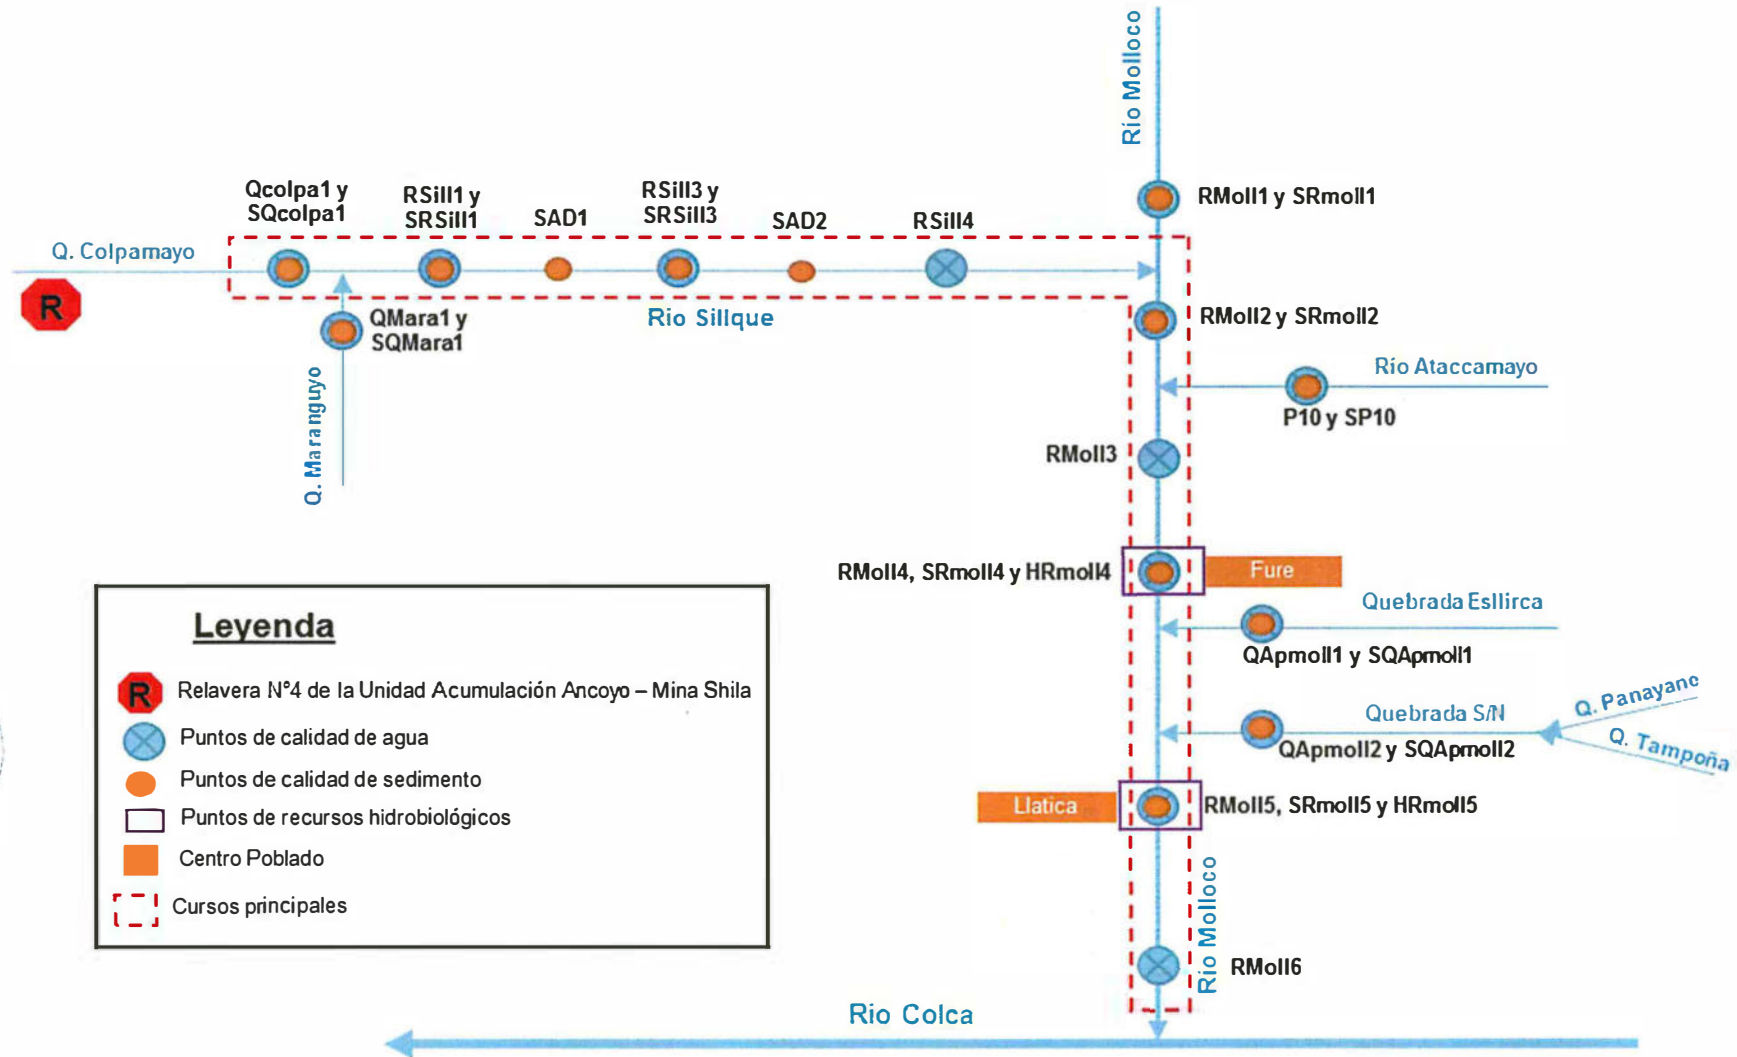 Río Molloco
Qcolpa1 y
SQcolpa1
RSill1 y
SRSill1
SAD1
RSill3 y
SRSill3
SAD2
RSill4
RMoll1 y SRmoll1
Q. Colpamayo
R
QMara1 y
SQMara1
Rio Sillque
RMoll2 y SRmoll2
Río Ataccamayo
P10 y SP10
Q. Maranguyo
RMoll3
RMoll4, SRmoll4 y HRmoll4
Fure
Quebrada Esllirca
QApmoll1 y SQApmoll1
Quebrada S/N
Q. Panayano
Q. Tampoña
QApmoll2 y SQApmoll2
Llatica
RMoll5, SRmoll5 y HRmoll5
Río Molloco
RMoll6
Rio Colca
Leyenda
R Relavera N°4 de la Unidad Acumulación Ancoyo – Mina Shila
Puntos de calidad de agua
Puntos de calidad de sedimento
Puntos de recursos hidrobiológicos
Centro Poblado
Cursos principales